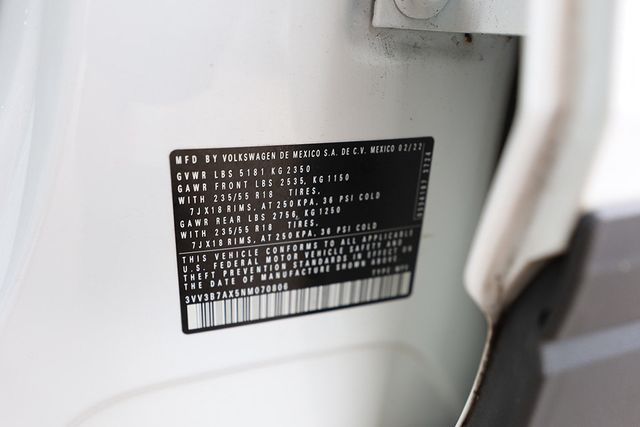 MFD BY VOLKSWAGEN DE MEXICO S.A. DE C.V. MEXICO 02/22
GVWR LBS 5181 KG 2350
GAWR FRONT LBS 2535, KG 1150
WITH 235/55 R18 TIRES,
7JX18 RIMS, AT 250 KPA, 36 PSI COLD
GAWR REAR LBS 2756, KG 1250
WITH 235/55 R18 TIRES,
7JX18 RIMS, AT 250 KPA, 36 PSI COLD
THIS VEHICLE CONFORMS TO ALL APPLICABLE
U.S. FEDERAL MOTOR VEHICLE SAFETY AND
THEFT PREVENTION STANDARDS IN EFFECT ON
THE DATE OF MANUFACTURE SHOWN ABOVE
3VV3B7AX5NM070806 TYPE: MPV